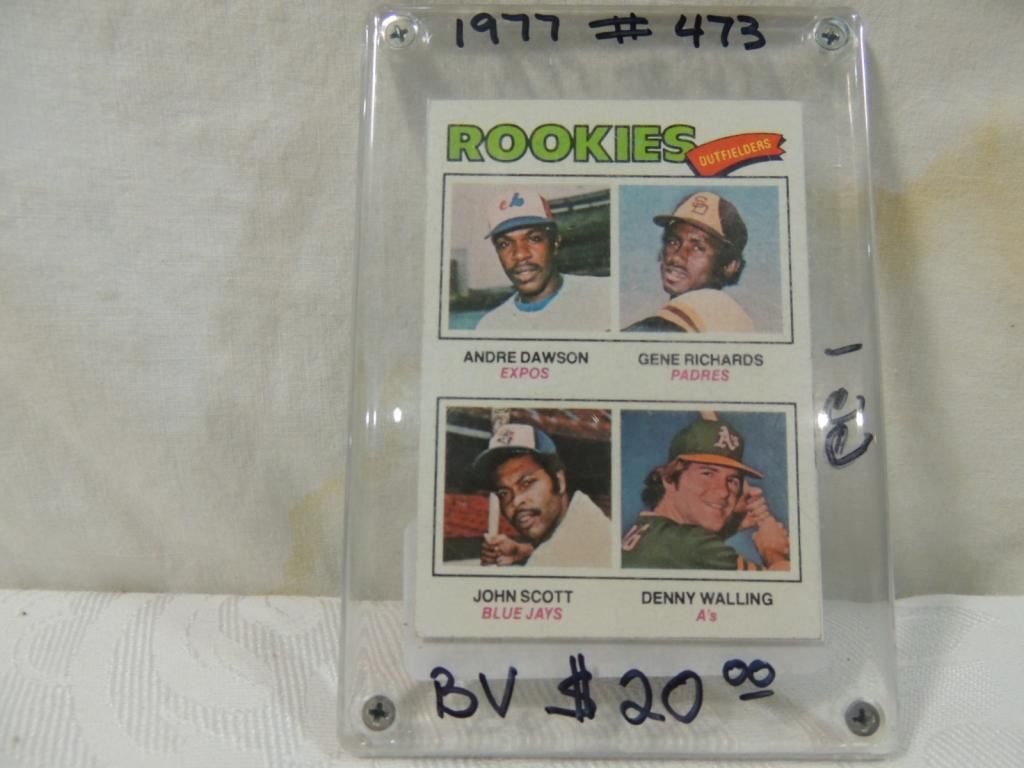 1977 # 473
ROOKIES
OUTFIELDERS
ANDRE DAWSON GENE RICHARDS
EXPOS PADRES
JOHN SCOTT DENNY WALLING
BLUE JAYS A's
BV $20.00